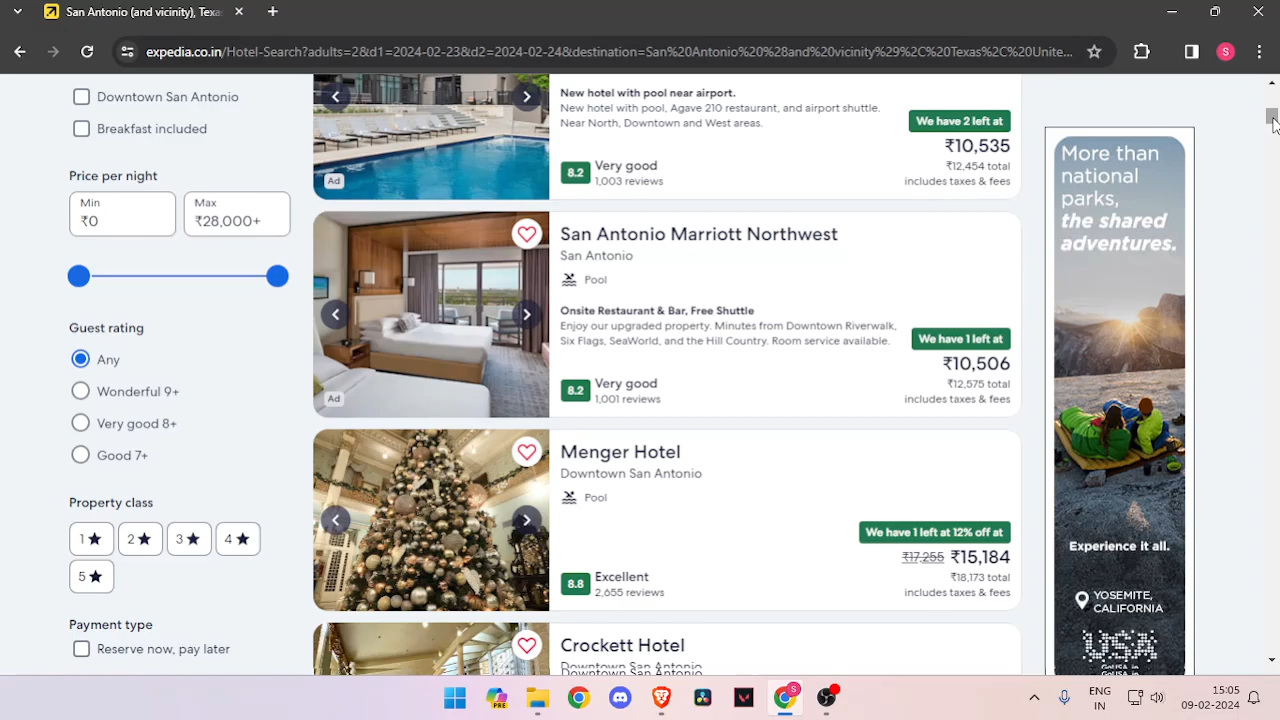 San Antonio, Texas
expedia.co.in/Hotel-Search?adults=2&d1=2024-02-23&d2=2024-02-24&destination=San%20Antonio%20%28and%20vicinity%29%2C%20Texas%2C%20Unite...
S
Downtown San Antonio
Breakfast included
Price per night
Min
₹0
Max
₹28,000+
Guest rating
Any
Wonderful 9+
Very good 8+
Good 7+
Property class
1 ★
2 ★
3 ★
4 ★
5 ★
Payment type
Reserve now, pay later
New hotel with pool near airport.
New hotel with pool, Agave 210 restaurant, and airport shuttle.
Near North, Downtown and West areas.
We have 2 left at
₹10,535
8.2
Very good
1,003 reviews
₹12,454 total
includes taxes & fees
Ad
San Antonio Marriott Northwest
San Antonio
Pool
Onsite Restaurant & Bar, Free Shuttle
Enjoy our upgraded property. Minutes from Downtown Riverwalk,
Six Flags, SeaWorld, and the Hill Country. Room service available.
We have 1 left at
₹10,506
8.2
Very good
1,001 reviews
₹12,575 total
includes taxes & fees
Ad
Menger Hotel
Downtown San Antonio
Pool
We have 1 left at 12% off at
₹17,255 ₹15,184
8.8
Excellent
2,655 reviews
₹18,173 total
includes taxes & fees
Crockett Hotel
Downtown San Antonio
More than
national
parks,
the shared
adventures.
Experience it all.
YOSEMITE,
CALIFORNIA
USA
GoUSA.in
PRE
S
ENG
IN
15:05
09-02-2024